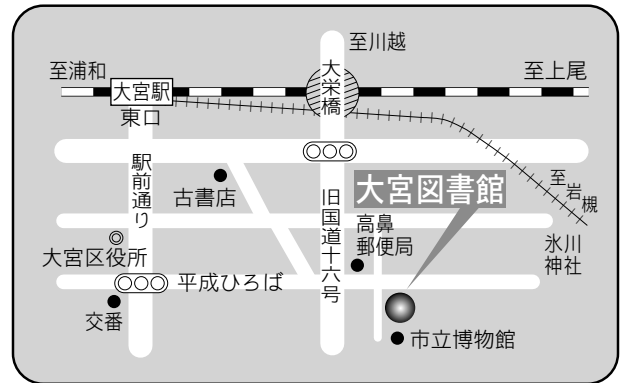 至川越
至浦和
大宮駅
東口
大栄橋
至上尾
駅前通り
古書店
大宮図書館
至岩槻
旧国道十六号
高鼻
郵便局
氷川
神社
大宮区役所
平成ひろば
交番
市立博物館